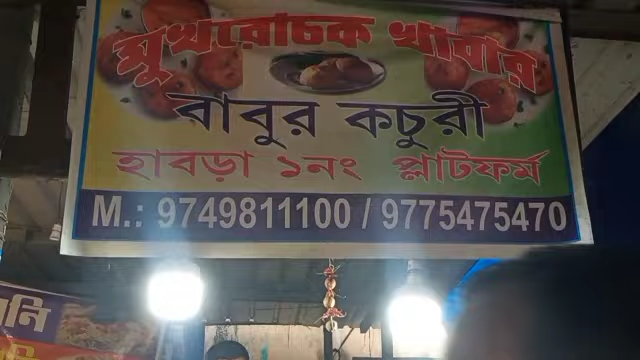 মুখরোচক খাবার
বাবুর কচুরী
হাবড়া ১নং প্লাটফর্ম
M.: 9749811100 / 9775475470